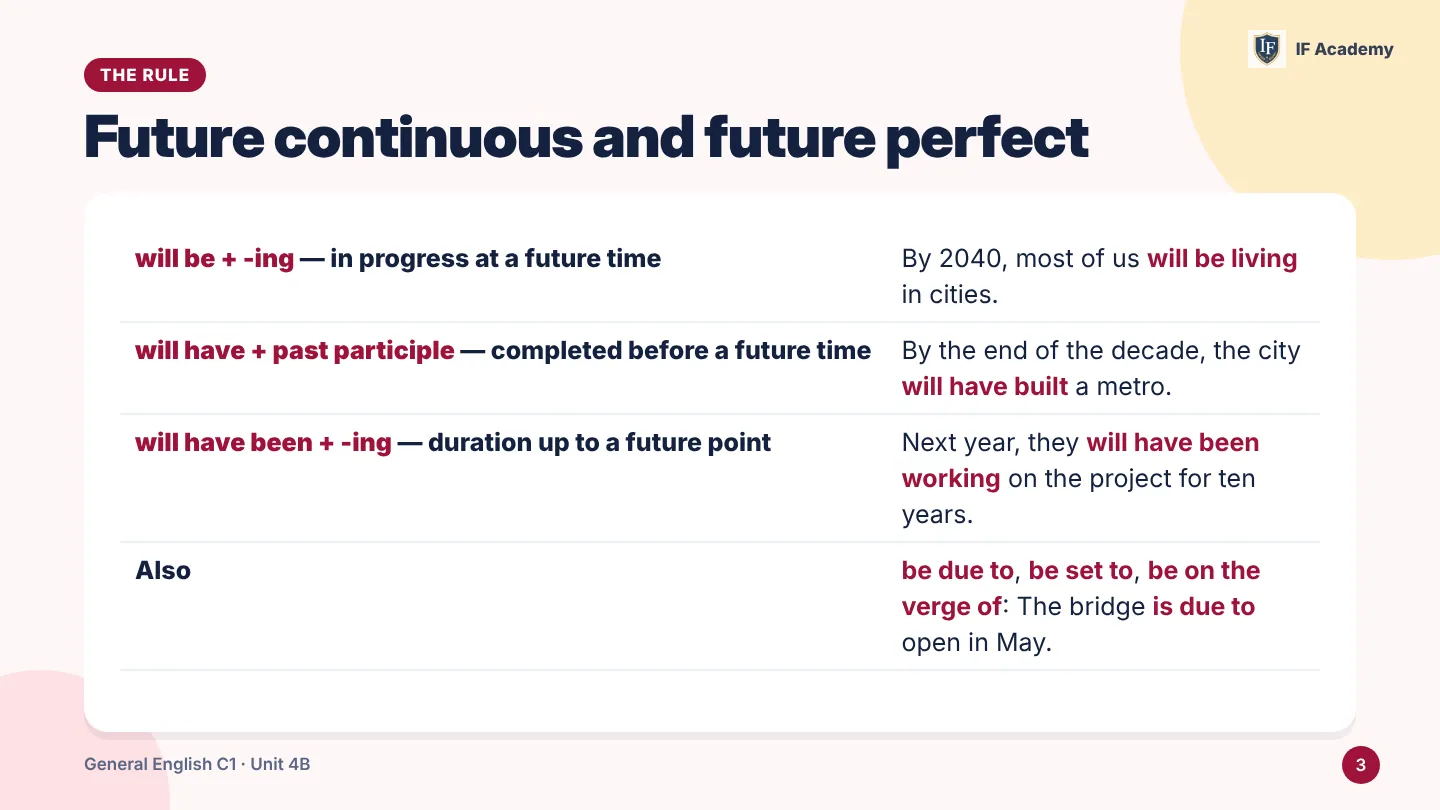 IF Academy
THE RULE
Future continuous and future perfect
will be + -ing — in progress at a future time
By 2040, most of us will be living
in cities.
will have + past participle — completed before a future time
By the end of the decade, the city
will have built a metro.
will have been + -ing — duration up to a future point
Next year, they will have been
working on the project for ten
years.
Also
be due to, be set to, be on the
verge of: The bridge is due to
open in May.
General English C1 · Unit 4B
3